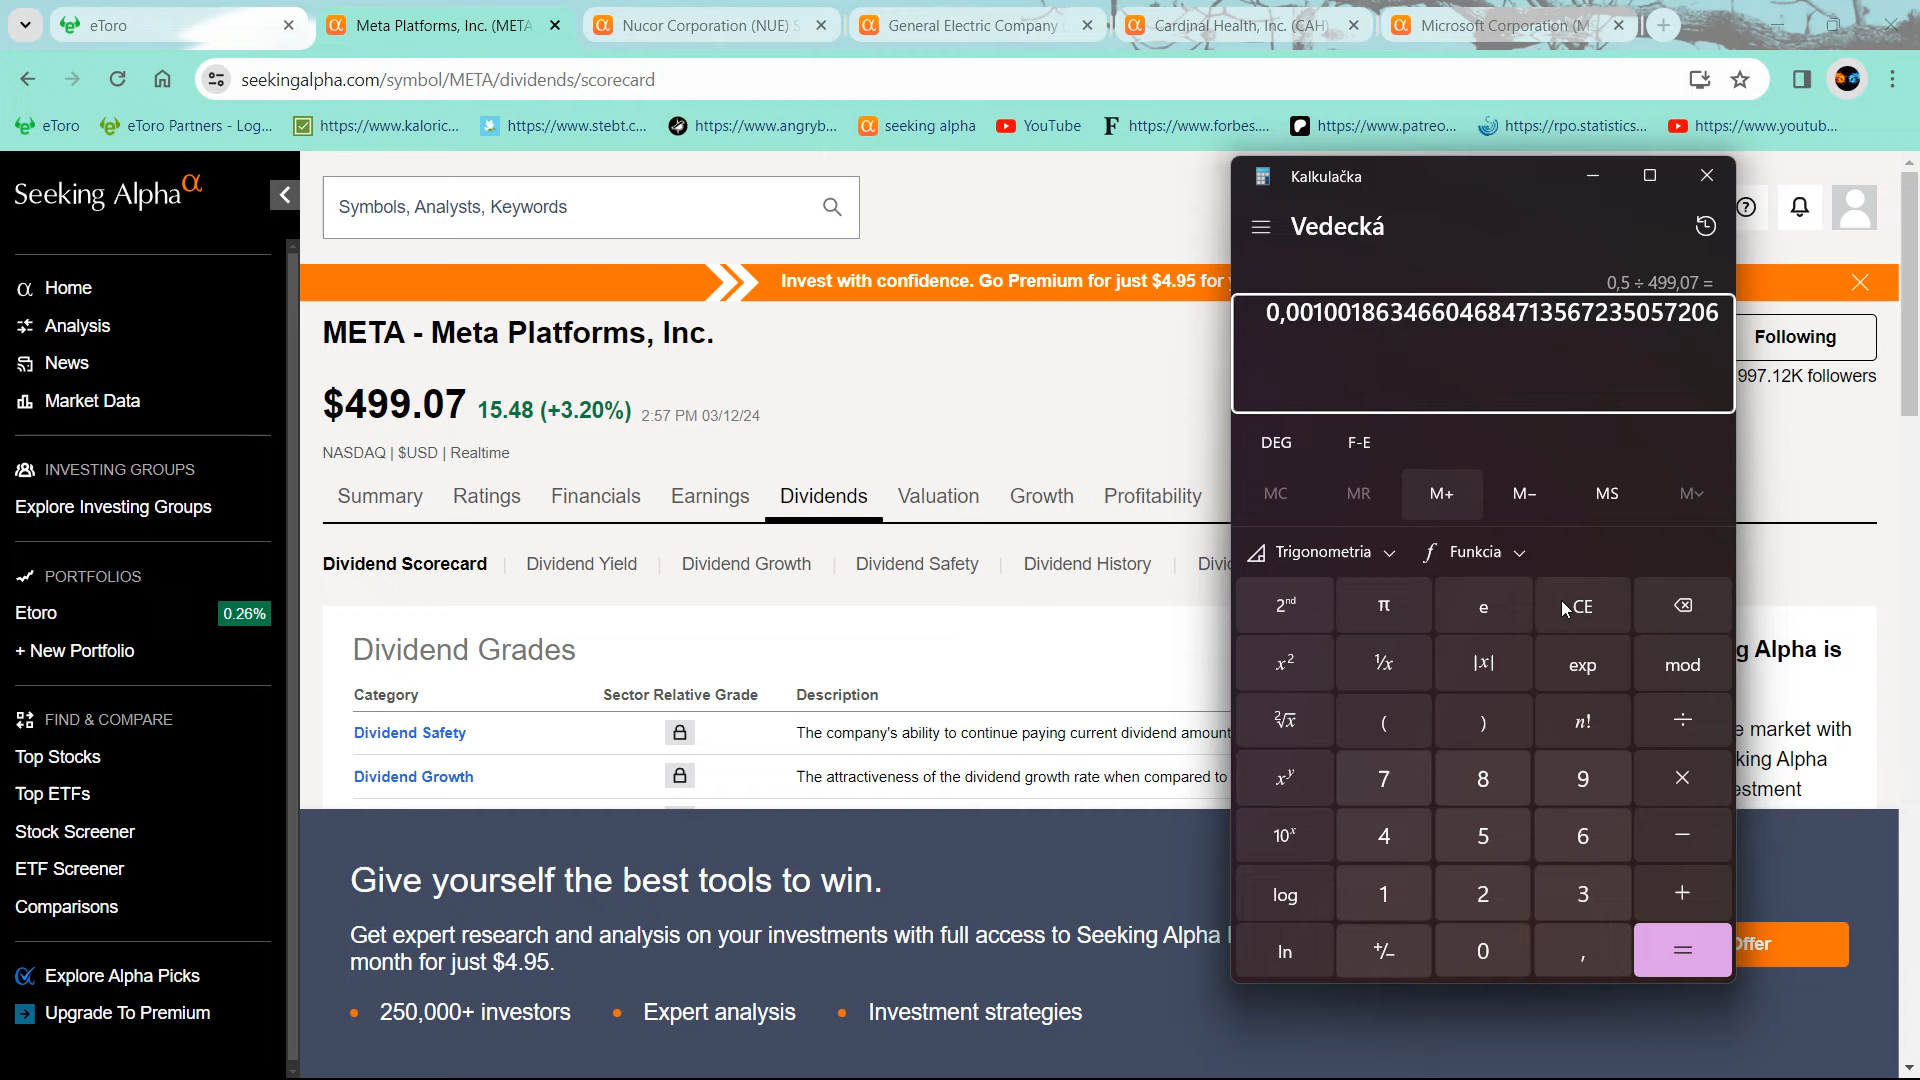 eToro
Meta Platforms, Inc. (META
Nucor Corporation (NUE) S
General Electric Company
Cardinal Health, Inc. (CAH)
Microsoft Corporation (MS
seekingalpha.com/symbol/META/dividends/scorecard
eToro
eToro Partners - Log...
https://www.kaloric...
https://www.stebt.c...
https://www.angryb...
seeking alpha
YouTube
https://www.forbes....
https://www.patreo...
https://rpo.statistics...
https://www.youtub...
Seeking Alpha α
Home
Analysis
News
Market Data
INVESTING GROUPS
Explore Investing Groups
PORTFOLIOS
Etoro
0.26%
+ New Portfolio
FIND & COMPARE
Top Stocks
Top ETFs
Stock Screener
ETF Screener
Comparisons
Explore Alpha Picks
Upgrade To Premium
Symbols, Analysts, Keywords
Invest with confidence. Go Premium for just $4.95 for
META - Meta Platforms, Inc.
$499.07 15.48 (+3.20%) 2:57 PM 03/12/24
NASDAQ | $USD | Realtime
Following
997.12K followers
Summary
Ratings
Financials
Earnings
Dividends
Valuation
Growth
Profitability
Dividend Scorecard
Dividend Yield
Dividend Growth
Dividend Safety
Dividend History
Divid
Dividend Grades
Category
Sector Relative Grade
Description
Dividend Safety
The company's ability to continue paying current dividend amount
Dividend Growth
The attractiveness of the dividend growth rate when compared to
g Alpha is
e market with
king Alpha
estment
Give yourself the best tools to win.
Get expert research and analysis on your investments with full access to Seeking Alpha
month for just $4.95.
250,000+ investors
Expert analysis
Investment strategies
Offer
Kalkulačka
Vedecká
0,5 ÷ 499,07 =
0,0010018634660468471356723505​7206
DEG
F-E
MC
MR
M+
M−
MS
M˅
Trigonometria
f Funkcia
2nd
π
e
CE
x²
¹⁄x
|x|
exp
mod
²√x
(
)
n!
÷
xʸ
7
8
9
×
10ˣ
4
5
6
−
log
1
2
3
+
ln
+/−
0
,
=